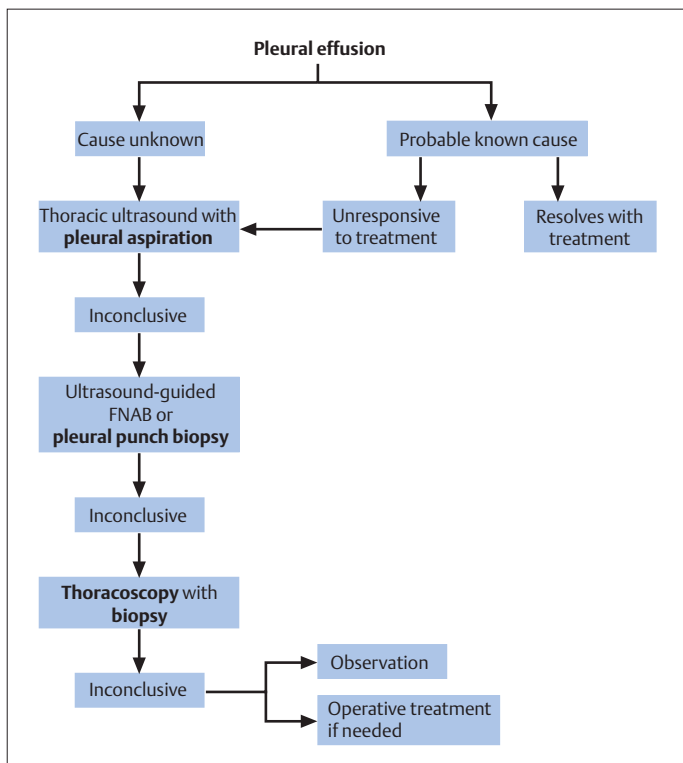 Pleural effusion
Cause unknown
Probable known cause
Thoracic ultrasound with
pleural aspiration
Unresponsive
to treatment
Resolves with
treatment
Inconclusive
Ultrasound-guided
FNAB or
pleural punch biopsy
Inconclusive
Thoracoscopy with
biopsy
Inconclusive
Observation
Operative treatment
if needed